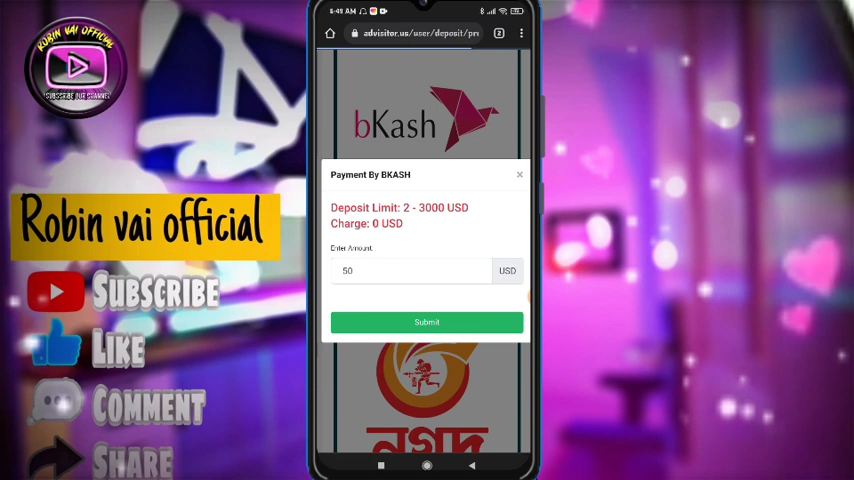 ROBIN VAI OFFICIAL
SUBSCRIBE OUR CHANNEL
Robin vai official
SUBSCRIBE
LIKE
COMMENT
SHARE
advisitor.us/user/deposit/pre
2
bKash
Payment By BKASH
×
Deposit Limit: 2 - 3000 USD
Charge: 0 USD
Enter Amount:
50
USD
Submit
নগদ